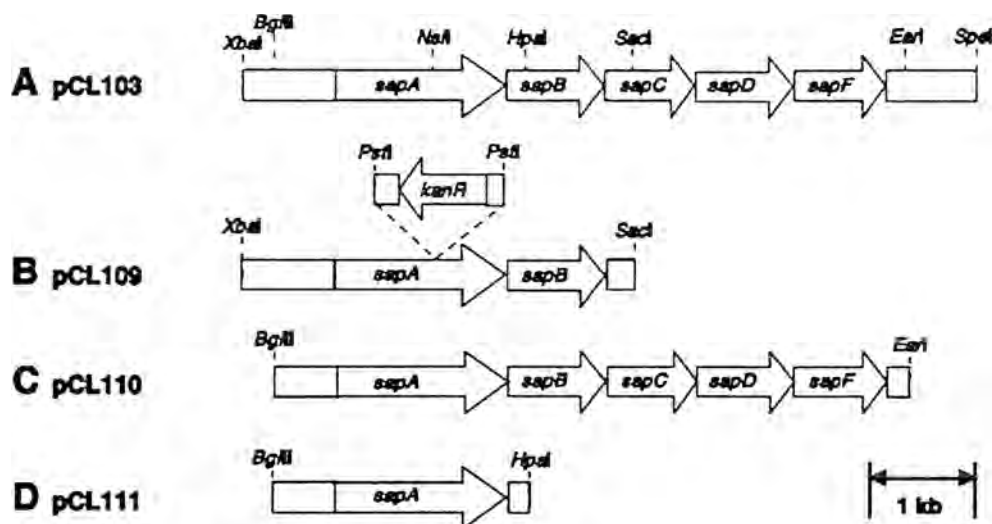 BglII
XbaI NsiI HpaI SacI EarI SpeI
A pCL103 sapA sapB sapC sapD sapF
PstI PstI
kanR
XbaI SacI
B pCL109 sapA sapB
BglII EarI
C pCL110 sapA sapB sapC sapD sapF
BglII HpaI
D pCL111 sapA
1 kb